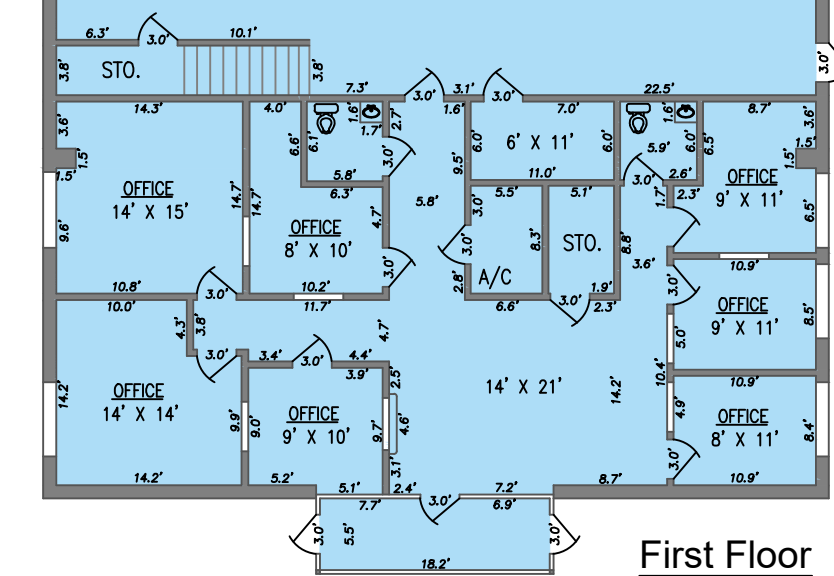 6.3' 3.0' 10.1' 3.0'
3.8' STO. 3.8'
7.3' 3.0' 3.1' 3.0' 22.5'
14.3' 4.0' 1.6' 1.7' 2.7' 1.6' 7.0' 1.6' 8.7' 3.6'
3.6' 6.6' 6.1' 3.0' 9.5' 6.0' 6' X 11' 6.0' 5.9' 6.0' 6.5' 1.5'
1.5' 1.5' 5.8' 11.0' 3.0' 2.6' 1.5'
OFFICE
14' X 15'
14.7' 14.7' 6.3' 5.8' 5.5' 5.1' 1.7' 2.3'
OFFICE
9' X 11'
9.6' 4.7' 3.0' 6.5'
OFFICE
8' X 10'
3.0' 8.3' STO. 8.8' 3.6'
10.8' 3.0' 10.2' 3.0' 2.8' A/C 1.9' 3.0' 10.9'
10.0' 11.7' 6.6' 3.0' 2.3'
OFFICE
9' X 11'
8.5'
4.3' 3.8' 4.7' 5.0'
3.0' 3.4' 3.0' 4.4'
3.9' 2.5' 10.4' 10.9'
14.2' OFFICE
14' X 14'
14' X 21' 14.2' 4.9'
9.9' 9.0' OFFICE
9' X 10'
9.7' 4.6' OFFICE
8' X 11'
8.4'
3.1' 3.0'
14.2' 5.2' 5.1' 2.4' 3.0' 7.2' 8.7' 10.9'
7.7' 6.9'
3.0' 5.5' 3.0'
18.2'
First Floor